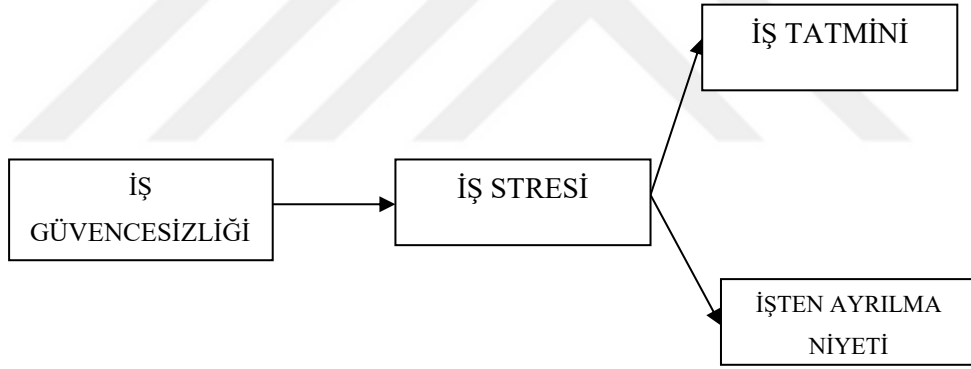 İŞ TATMİNİ
İŞ
GÜVENCESİZLİĞİ
İŞ STRESİ
İŞTEN AYRILMA
NİYETİ